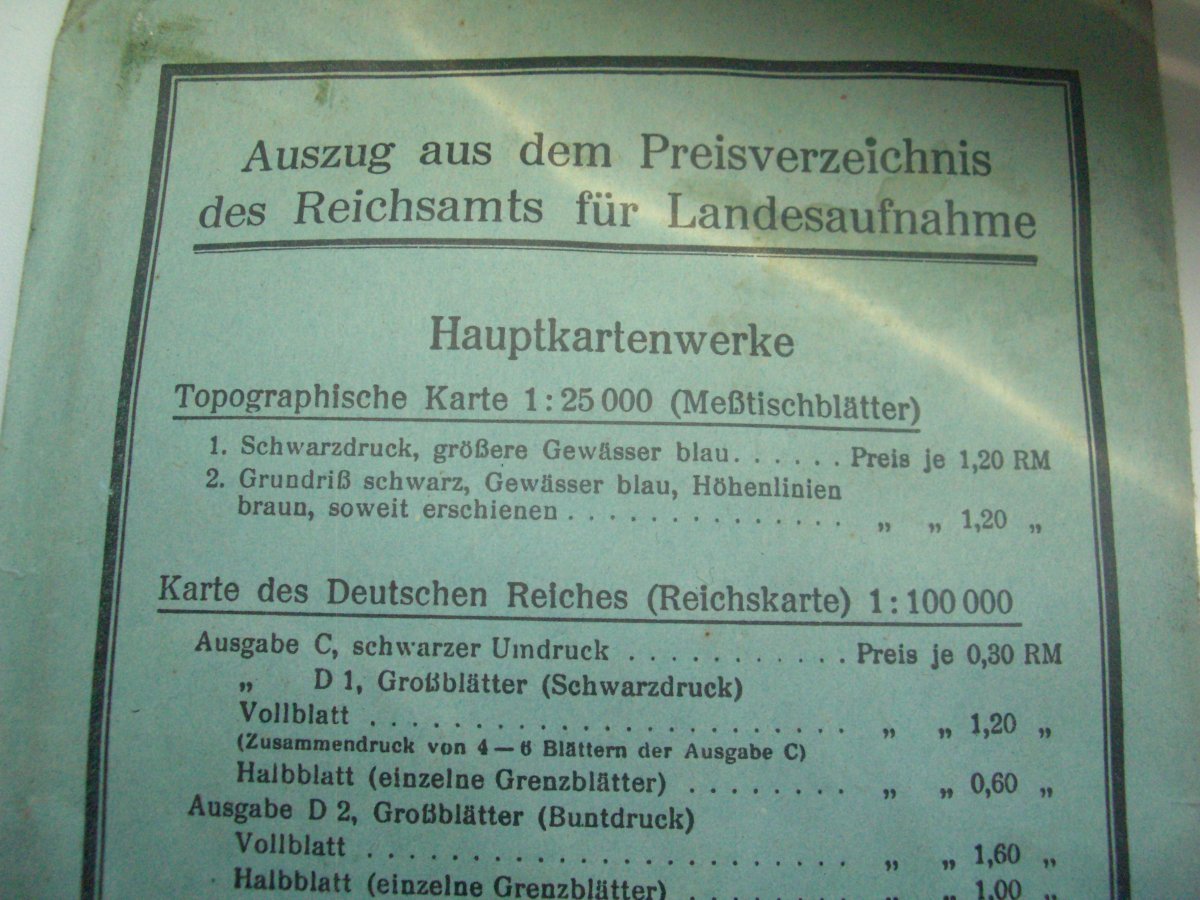 Auszug aus dem Preisverzeichnis
des Reichsamts für Landesaufnahme
Hauptkartenwerke
Topographische Karte 1:25 000 (Meßtischblätter)
1. Schwarzdruck, größere Gewässer blau. . . . . . Preis je 1,20 RM
2. Grundriß schwarz, Gewässer blau, Höhenlinien
braun, soweit erschienen . . . . . . . . . . . . . . „ „ 1,20 „
Karte des Deutschen Reiches (Reichskarte) 1:100 000
Ausgabe C, schwarzer Umdruck . . . . . . . . . . . Preis je 0,30 RM
„ D 1, Großblätter (Schwarzdruck)
Vollblatt . . . . . . . . . . . . . . . . . . . . . . . „ „ 1,20 „
(Zusammendruck von 4—6 Blättern der Ausgabe C)
Halbblatt (einzelne Grenzblätter) . . . . . . . . „ „ 0,60 „
Ausgabe D 2, Großblätter (Buntdruck)
Vollblatt . . . . . . . . . . . . . . . . . . . . . . . „ „ 1,60 „
Halbblatt (einzelne Grenzblätter) . . . . . . . . „ „ 1,00 „